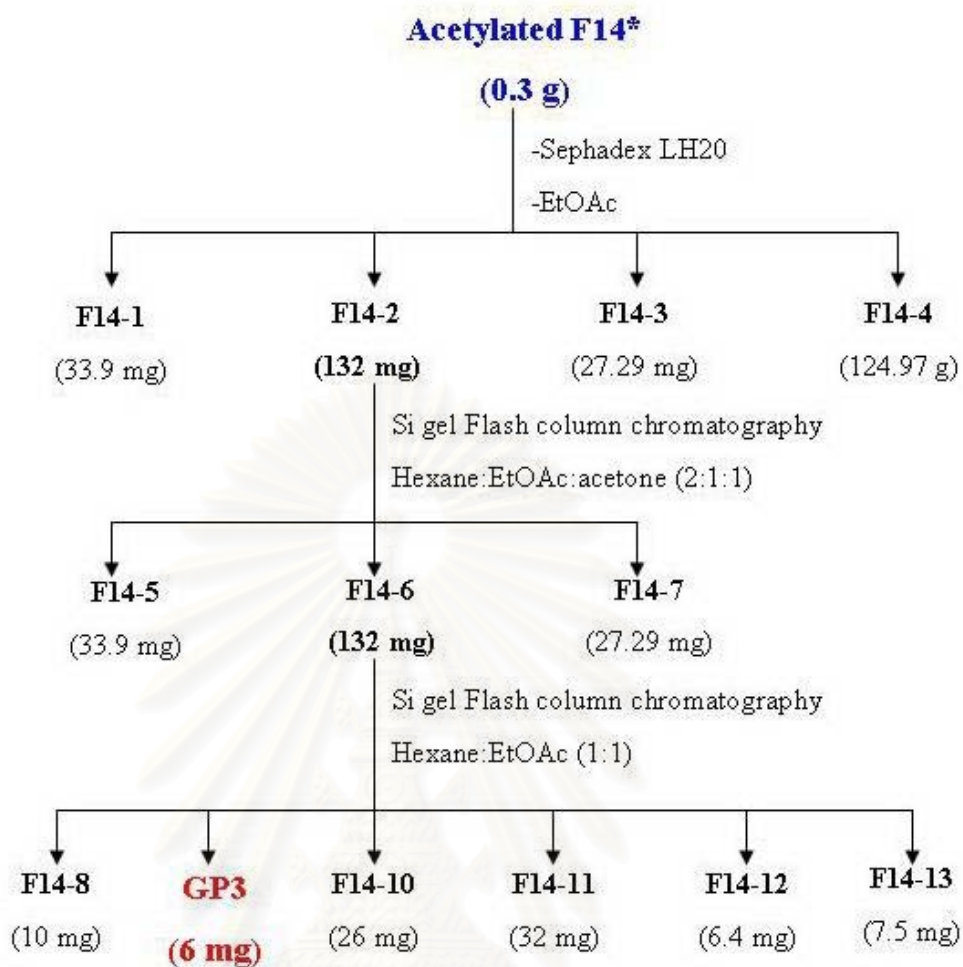 Acetylated F14*
(0.3 g)
-Sephadex LH20
-EtOAc
F14-1 F14-2 F14-3 F14-4
(33.9 mg) (132 mg) (27.29 mg) (124.97 g)
Si gel Flash column chromatography
Hexane:EtOAc:acetone (2:1:1)
F14-5 F14-6 F14-7
(33.9 mg) (132 mg) (27.29 mg)
Si gel Flash column chromatography
Hexane:EtOAc (1:1)
F14-8 GP3 F14-10 F14-11 F14-12 F14-13
(10 mg) (6 mg) (26 mg) (32 mg) (6.4 mg) (7.5 mg)